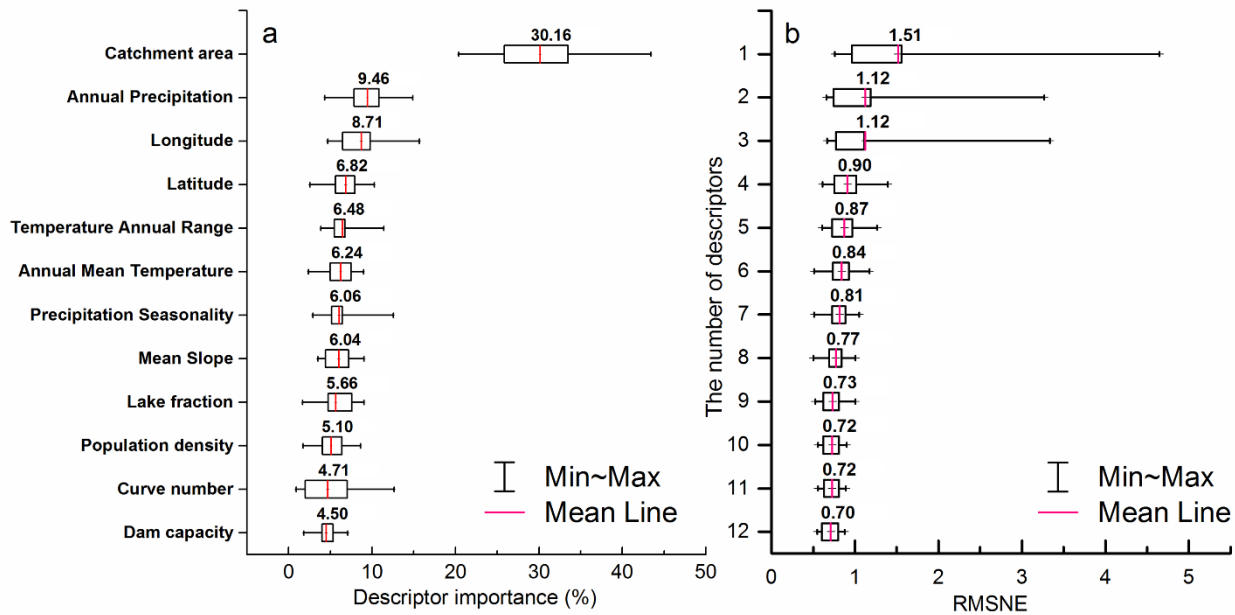 a
Catchment area
30.16
Annual Precipitation
9.46
Longitude
8.71
Latitude
6.82
Temperature Annual Range
6.48
Annual Mean Temperature
6.24
Precipitation Seasonality
6.06
Mean Slope
6.04
Lake fraction
5.66
Population density
5.10
Curve number
4.71
Dam capacity
4.50
Min~Max
Mean Line
0 10 20 30 40 50
Descriptor importance (%)
b
The number of descriptors
1
1.51
2
1.12
3
1.12
4
0.90
5
0.87
6
0.84
7
0.81
8
0.77
9
0.73
10
0.72
11
0.72
12
0.70
Min~Max
Mean Line
0 1 2 3 4 5
RMSNE